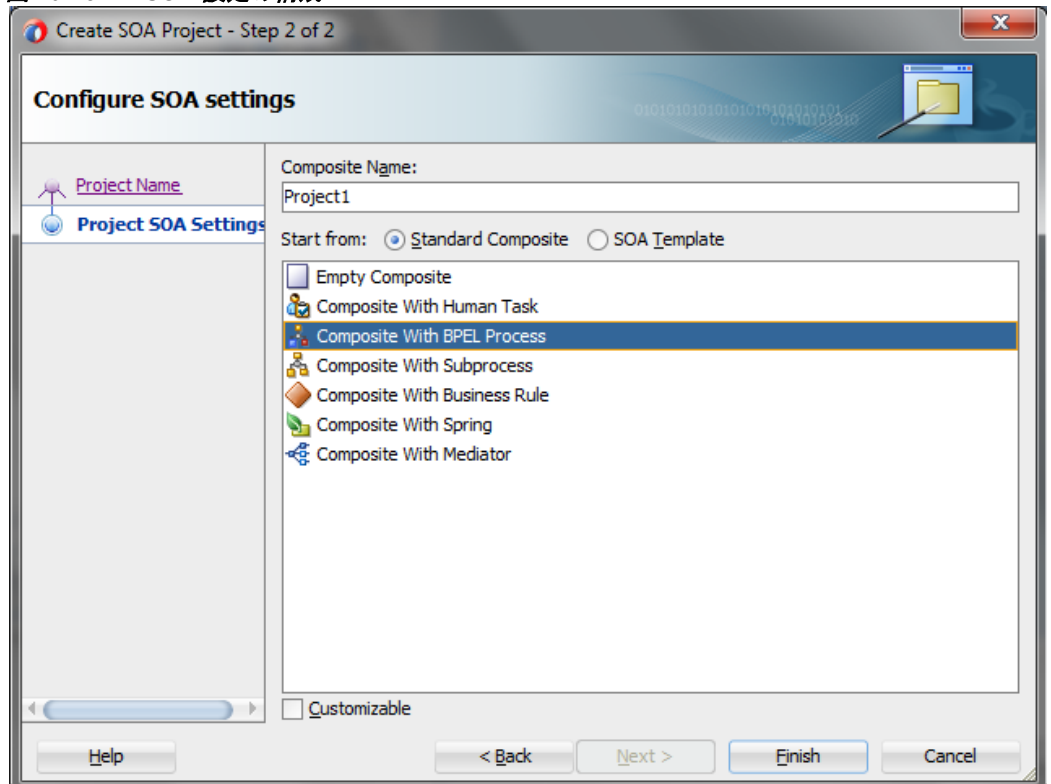 Create SOA Project - Step 2 of 2
Configure SOA settings
Project Name
Project SOA Settings
Composite Name:
Project1
Start from: Standard Composite SOA Template
Empty Composite
Composite With Human Task
Composite With BPEL Process
Composite With Subprocess
Composite With Business Rule
Composite With Spring
Composite With Mediator
Customizable
Help < Back Next > Finish Cancel